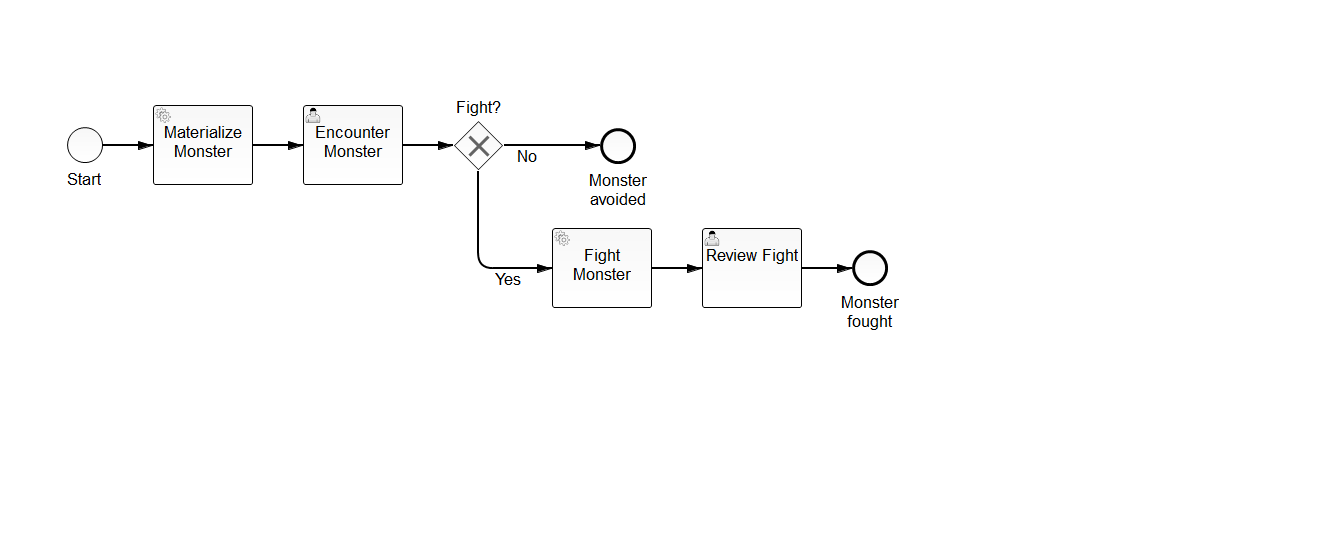 Fight?
Materialize
Monster
Encounter
Monster
Start
No
Monster
avoided
Fight
Monster
Review Fight
Yes
Monster
fought